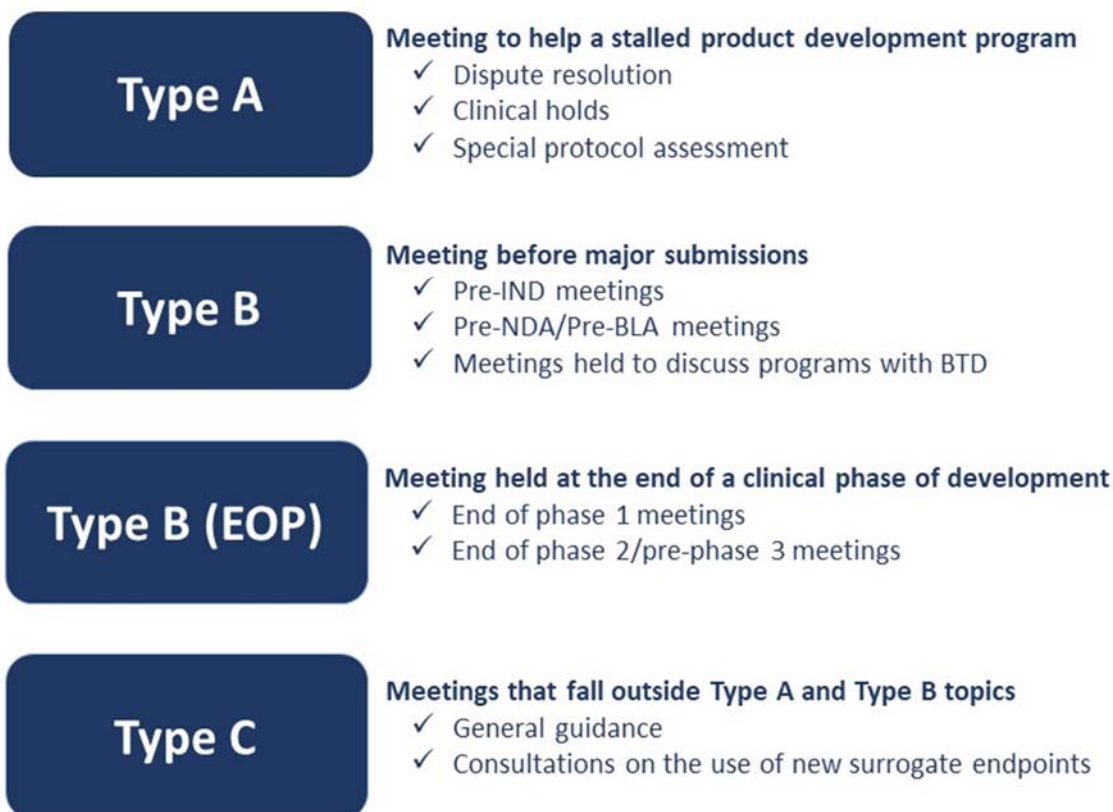 Type A
Meeting to help a stalled product development program
✓ Dispute resolution
✓ Clinical holds
✓ Special protocol assessment
Type B
Meeting before major submissions
✓ Pre-IND meetings
✓ Pre-NDA/Pre-BLA meetings
✓ Meetings held to discuss programs with BTD
Type B (EOP)
Meeting held at the end of a clinical phase of development
✓ End of phase 1 meetings
✓ End of phase 2/pre-phase 3 meetings
Type C
Meetings that fall outside Type A and Type B topics
✓ General guidance
✓ Consultations on the use of new surrogate endpoints